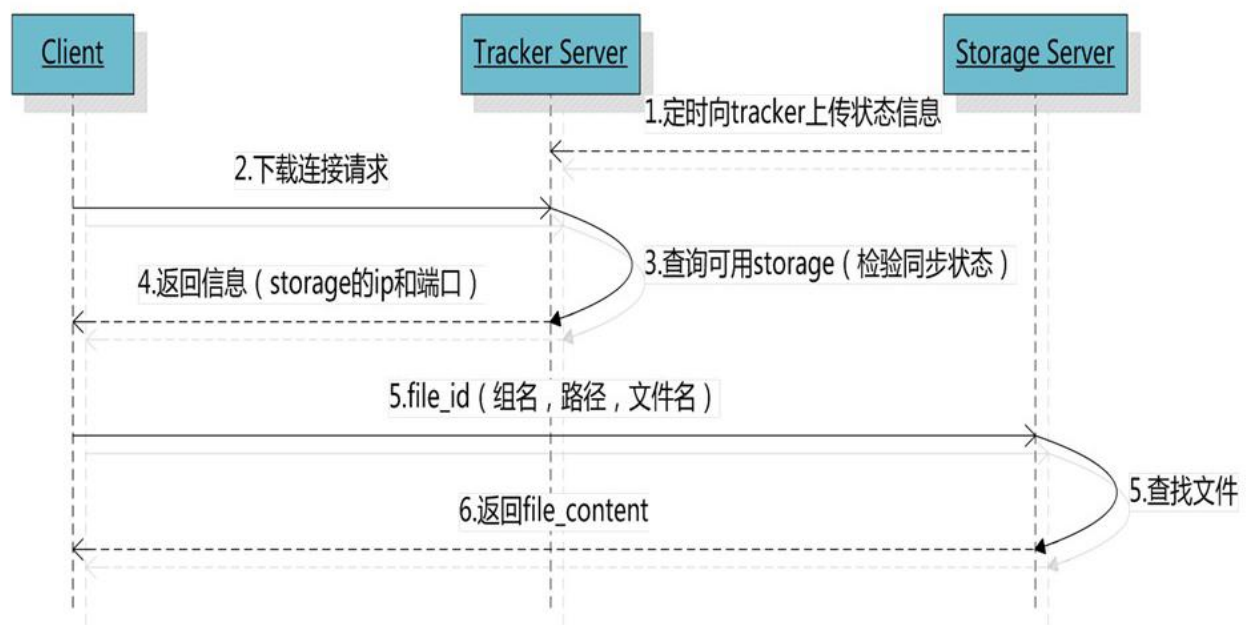 Client
Tracker Server
Storage Server
1.定时向tracker上传状态信息
2.下载连接请求
3.查询可用storage（检验同步状态）
4.返回信息（storage的ip和端口）
5.file_id（组名，路径，文件名）
5.查找文件
6.返回file_content